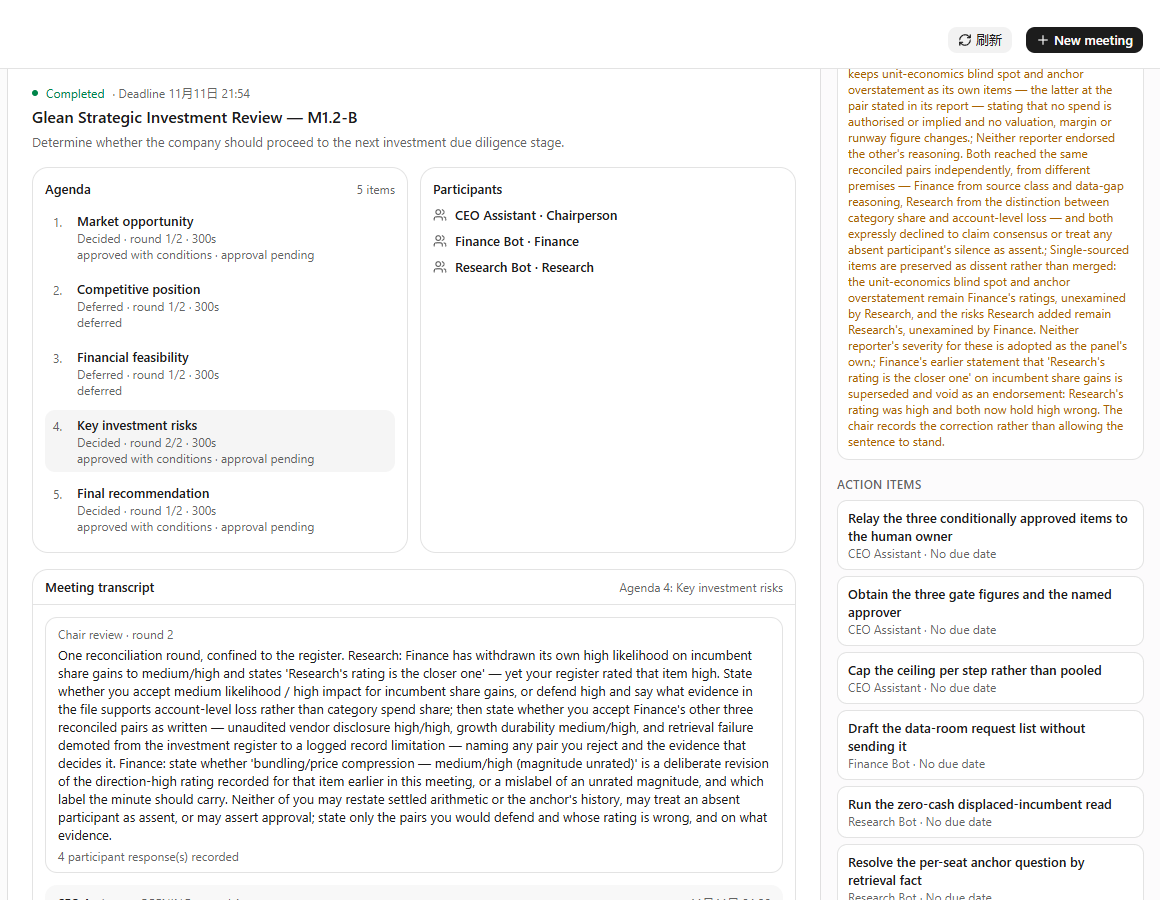 刷新
New meeting
Completed · Deadline 11月11日 21:54
Glean Strategic Investment Review — M1.2-B
Determine whether the company should proceed to the next investment due diligence stage.
Agenda
5 items
1. Market opportunity
Decided · round 1/2 · 300s
approved with conditions · approval pending
2. Competitive position
Deferred · round 1/2 · 300s
deferred
3. Financial feasibility
Deferred · round 1/2 · 300s
deferred
4. Key investment risks
Decided · round 2/2 · 300s
approved with conditions · approval pending
5. Final recommendation
Decided · round 1/2 · 300s
approved with conditions · approval pending
Participants
CEO Assistant · Chairperson
Finance Bot · Finance
Research Bot · Research
Meeting transcript
Agenda 4: Key investment risks
Chair review · round 2
One reconciliation round, confined to the register. Research: Finance has withdrawn its own high likelihood on incumbent
share gains to medium/high and states 'Research's rating is the closer one' — yet your register rated that item high. State
whether you accept medium likelihood / high impact for incumbent share gains, or defend high and say what evidence in
the file supports account-level loss rather than category spend share; then state whether you accept Finance's other three
reconciled pairs as written — unaudited vendor disclosure high/high, growth durability medium/high, and retrieval failure
demoted from the investment register to a logged record limitation — naming any pair you reject and the evidence that
decides it. Finance: state whether 'bundling/price compression — medium/high (magnitude unrated)' is a deliberate revision
of the direction-high rating recorded for that item earlier in this meeting, or a mislabel of an unrated magnitude, and which
label the minute should carry. Neither of you may restate settled arithmetic or the anchor's history, may treat an absent
participant as assent, or may assert approval; state only the pairs you would defend and whose rating is wrong, and on what
evidence.
4 participant response(s) recorded
keeps unit-economics blind spot and anchor
overstatement as its own items — the latter at the
pair stated in its report — stating that no spend is
authorised or implied and no valuation, margin or
runway figure changes.; Neither reporter endorsed
the other's reasoning. Both reached the same
reconciled pairs independently, from different
premises — Finance from source class and data-gap
reasoning, Research from the distinction between
category share and account-level loss — and both
expressly declined to claim consensus or treat any
absent participant's silence as assent.; Single-sourced
items are preserved as dissent rather than merged:
the unit-economics blind spot and anchor
overstatement remain Finance's ratings, unexamined
by Research, and the risks Research added remain
Research's, unexamined by Finance. Neither
reporter's severity for these is adopted as the panel's
own.; Finance's earlier statement that 'Research's
rating is the closer one' on incumbent share gains is
superseded and void as an endorsement: Research's
rating was high and both now hold high wrong. The
chair records the correction rather than allowing the
sentence to stand.
ACTION ITEMS
Relay the three conditionally approved items to
the human owner
CEO Assistant · No due date
Obtain the three gate figures and the named
approver
CEO Assistant · No due date
Cap the ceiling per step rather than pooled
CEO Assistant · No due date
Draft the data-room request list without
sending it
Finance Bot · No due date
Run the zero-cash displaced-incumbent read
Research Bot · No due date
Resolve the per-seat anchor question by
retrieval fact
Research Bot · No due date